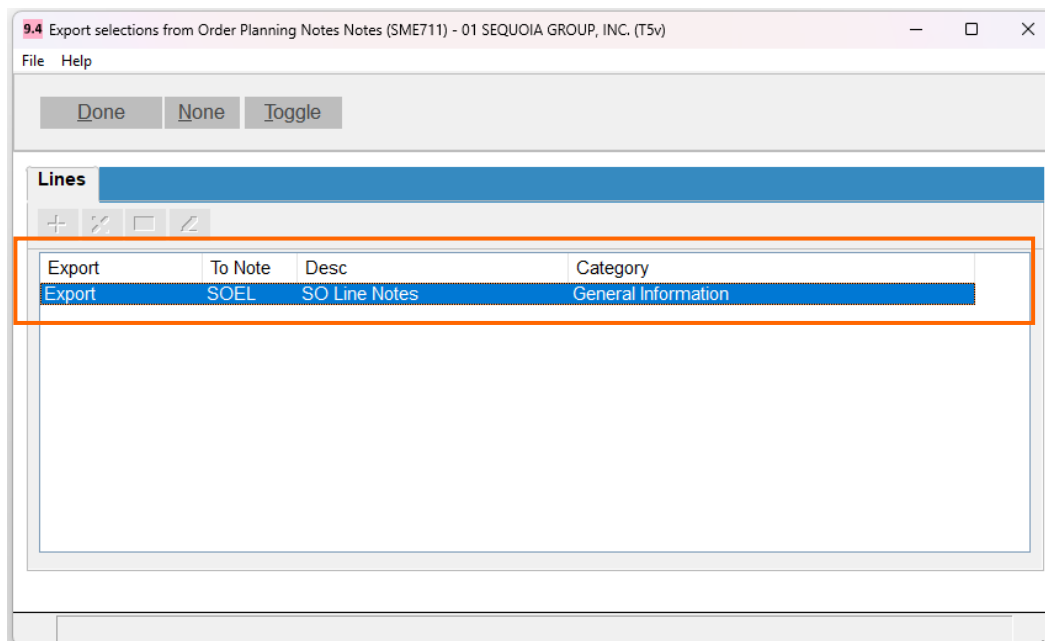 9.4 Export selections from Order Planning Notes Notes (SME711) - 01 SEQUOIA GROUP, INC. (T5v)
File Help
Done None Toggle
Lines
Export To Note Desc Category
Export SOEL SO Line Notes General Information